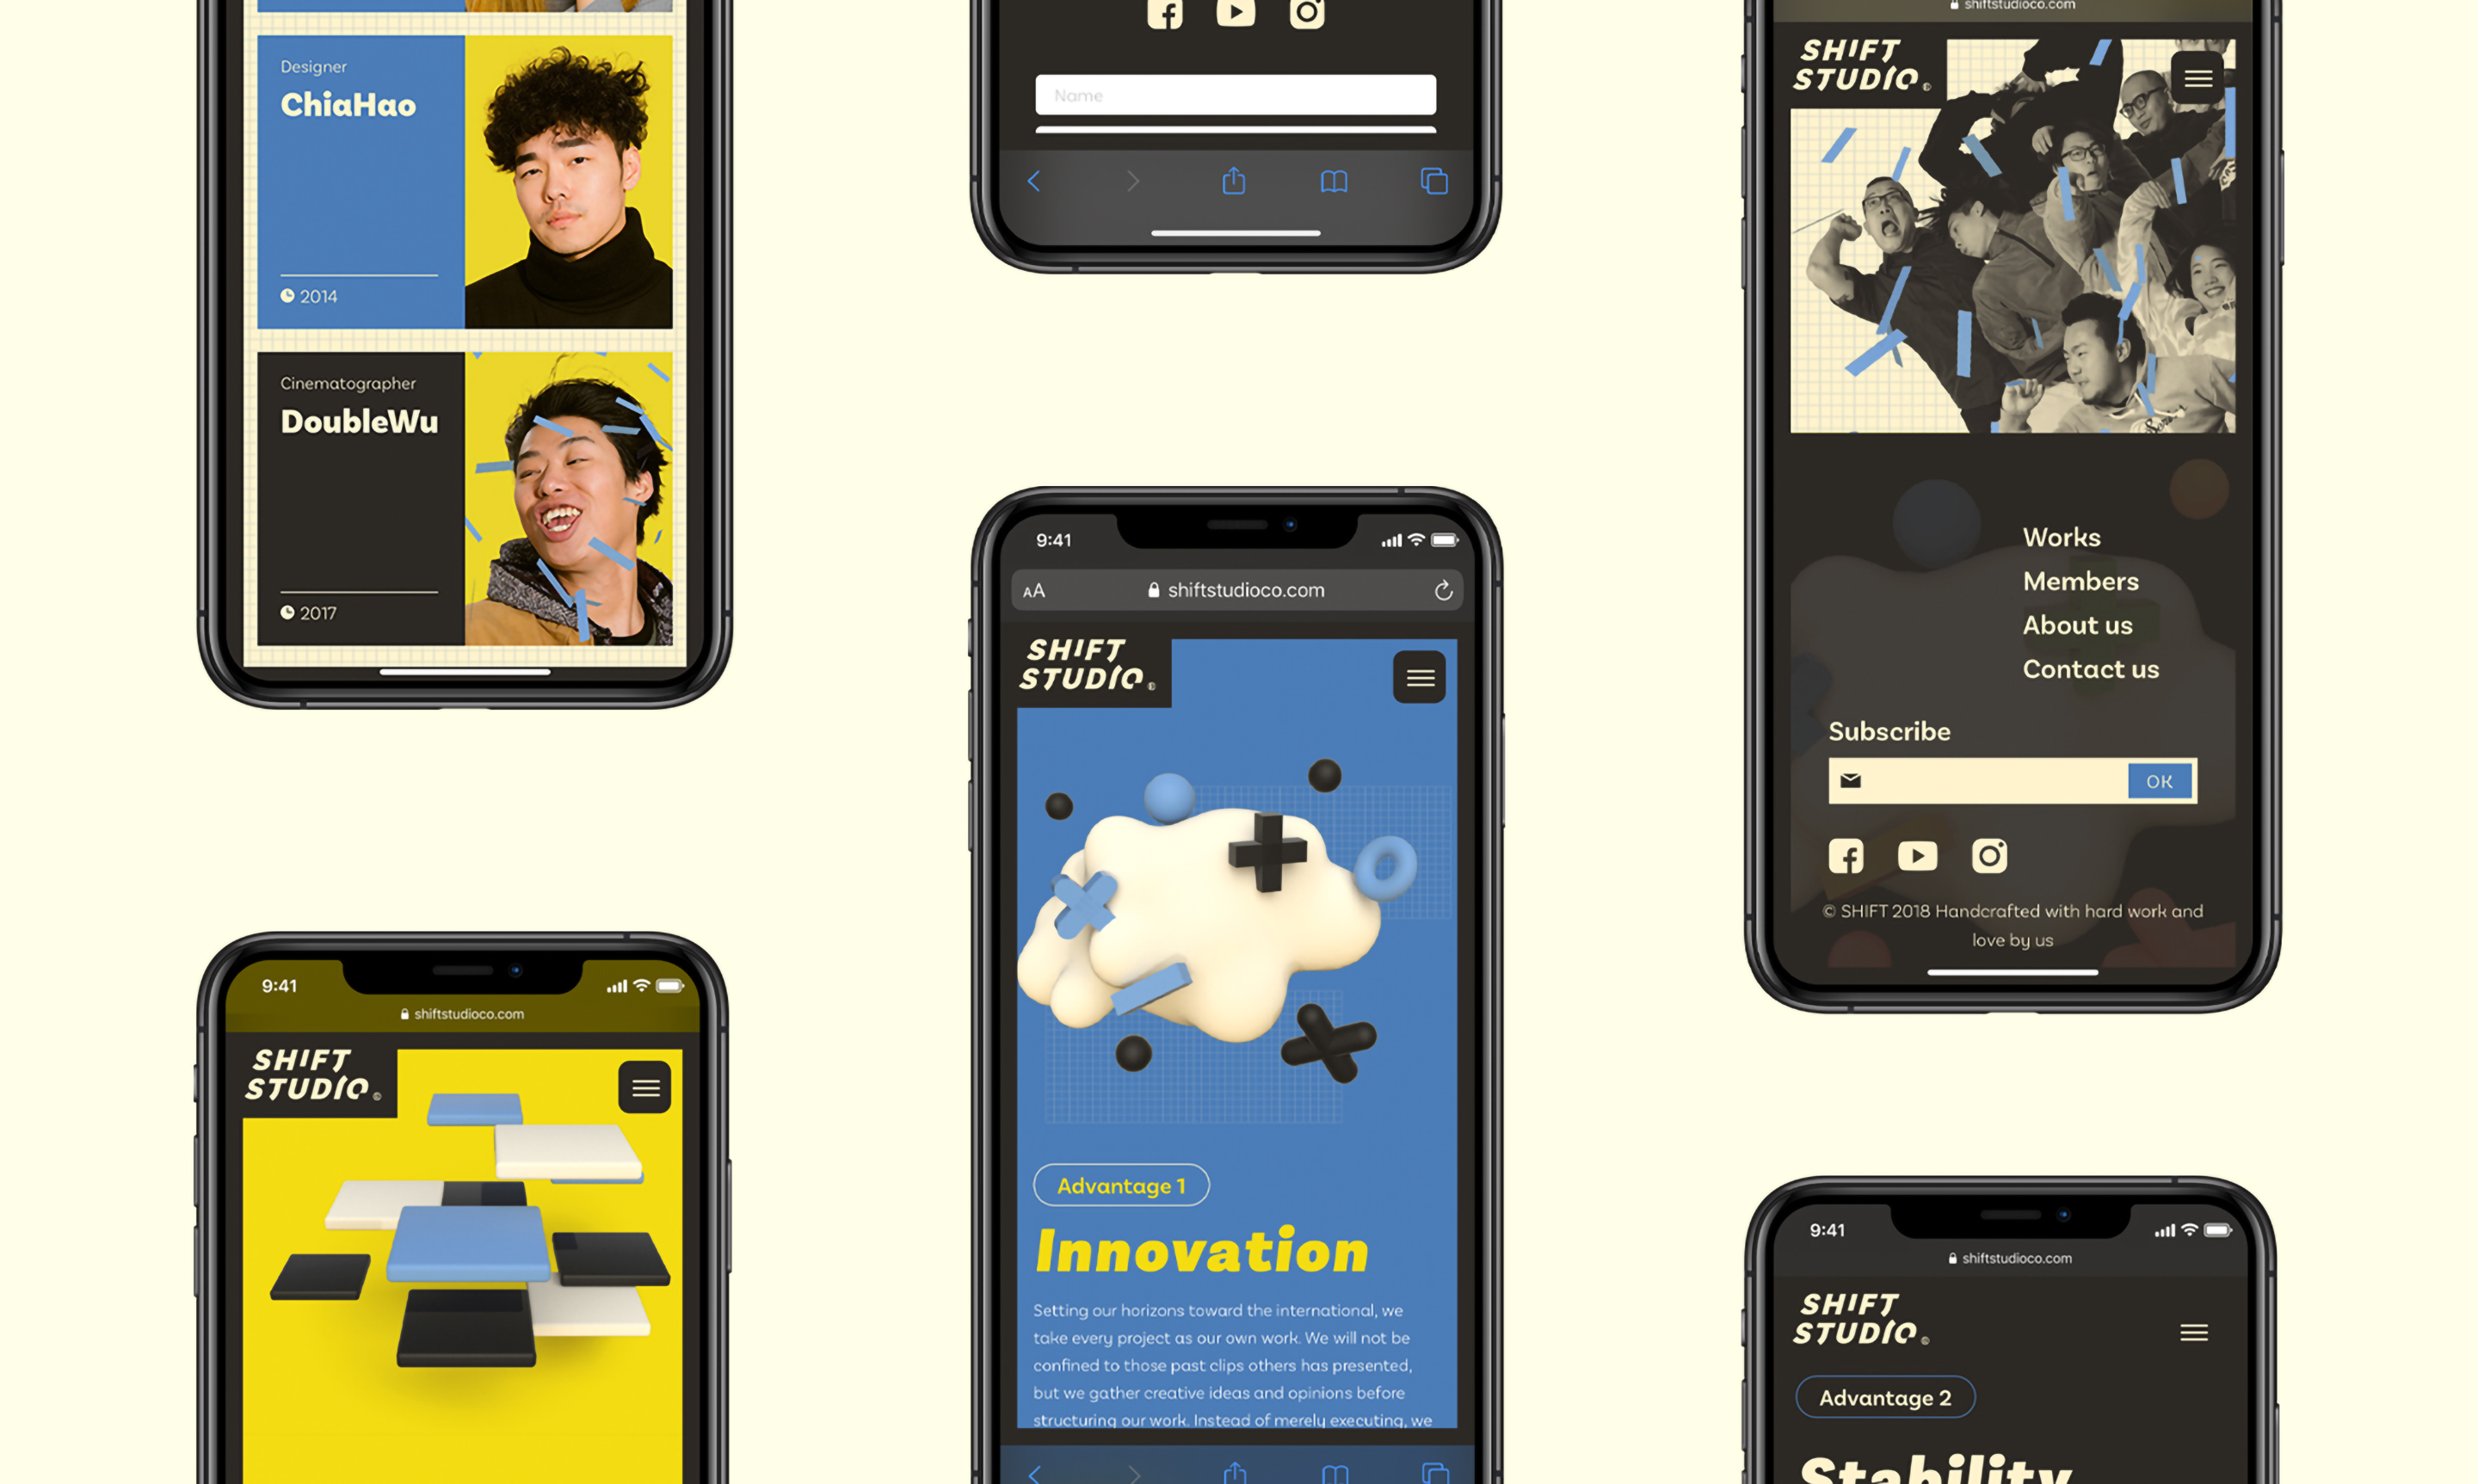 Designer
ChiaHao
2014
Cinematographer
DoubleWu
2017
9:41
shiftstudioco.com
SHIFT
STUDIO
Name
9:41
AA
shiftstudioco.com
SHIFT
STUDIO
Advantage 1
Innovation
Setting our horizons toward the international, we
take every project as our own work. We will not be
confined to those past clips others has presented,
but we gather creative ideas and opinions before
structuring our work. Instead of merely executing, we
shiftstudioco.com
SHIFT
STUDIO
Works
Members
About us
Contact us
Subscribe
OK
© SHIFT 2018 Handcrafted with hard work and
love by us
9:41
shiftstudioco.com
SHIFT
STUDIO
Advantage 2
Stability